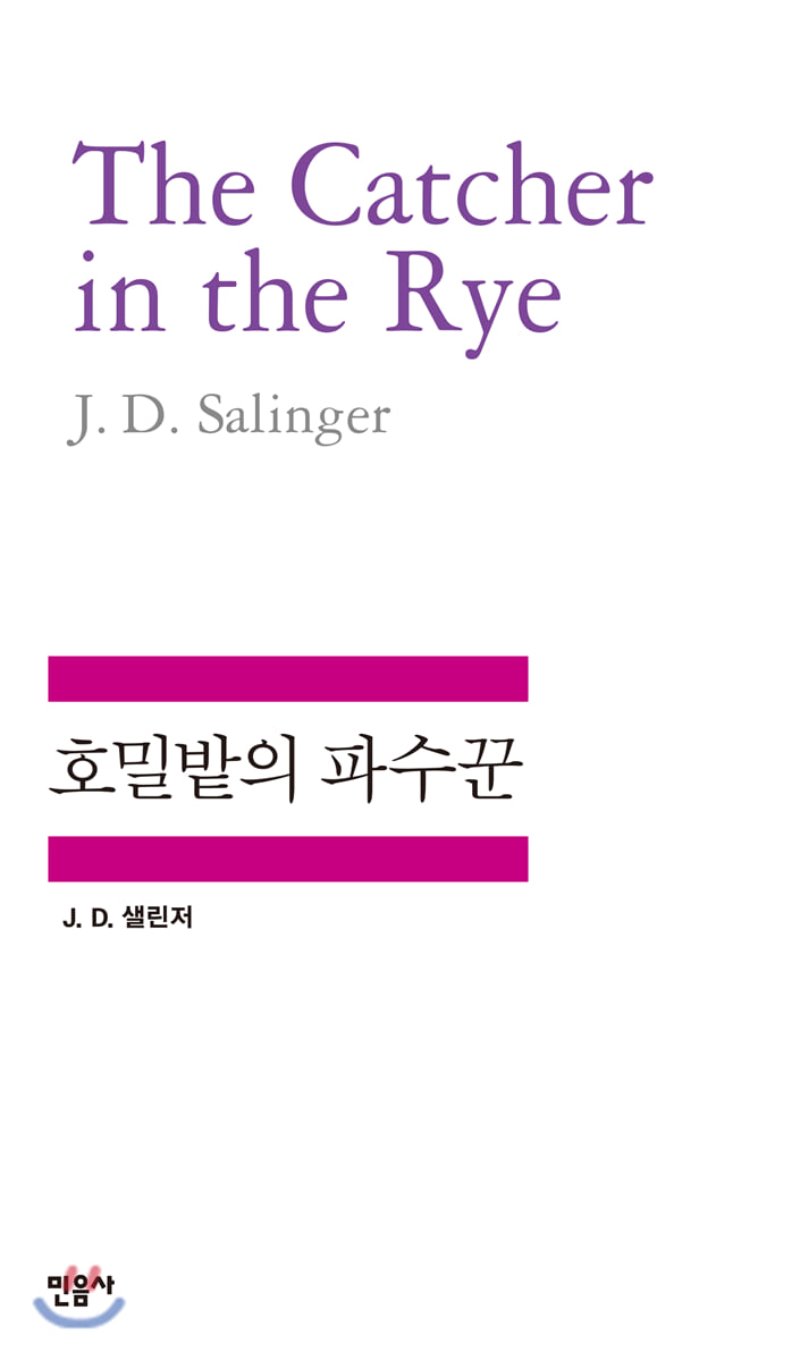 The Catcher
in the Rye
J. D. Salinger
호밀밭의 파수꾼
J. D. 샐린저
민음사